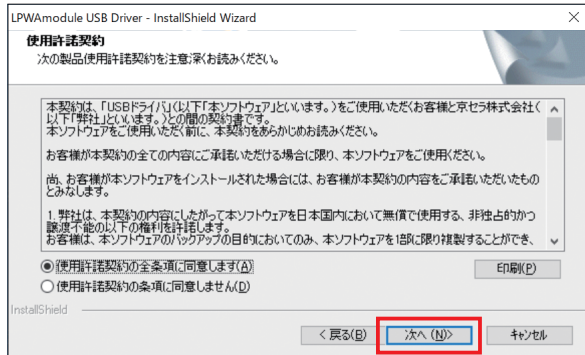 LPWAmodule USB Driver - InstallShield Wizard
使用許諾契約
次の製品使用許諾契約を注意深くお読みください。
本契約は、「USBドライバ」(以下「本ソフトウェア」といいます。)をご使用いただくお客様と京セラ株式会社(
以下「弊社」といいます。)との間の契約書です。
本ソフトウェアをご使用いただく前に、本契約をあらかじめお読みください。
お客様が本契約の全ての内容にご承諾いただける場合に限り、本ソフトウェアをご使用ください。
尚、お客様が本ソフトウェアをインストールされた場合には、お客様が本契約の内容をご承諾いただいたもの
とみなします。
1. 弊社は、本契約の内容にしたがって本ソフトウェアを日本国内において無償で使用する、非独占的かつ
譲渡不能の以下の権利を許諾します。
お客様は、本ソフトウェアのバックアップの目的においてのみ、本ソフトウェアを1部に限り複製することができ、
使用許諾契約の全条項に同意します(A)
印刷(P)
使用許諾契約の条項に同意しません(D)
InstallShield
< 戻る(B)
次へ (N)>
キャンセル